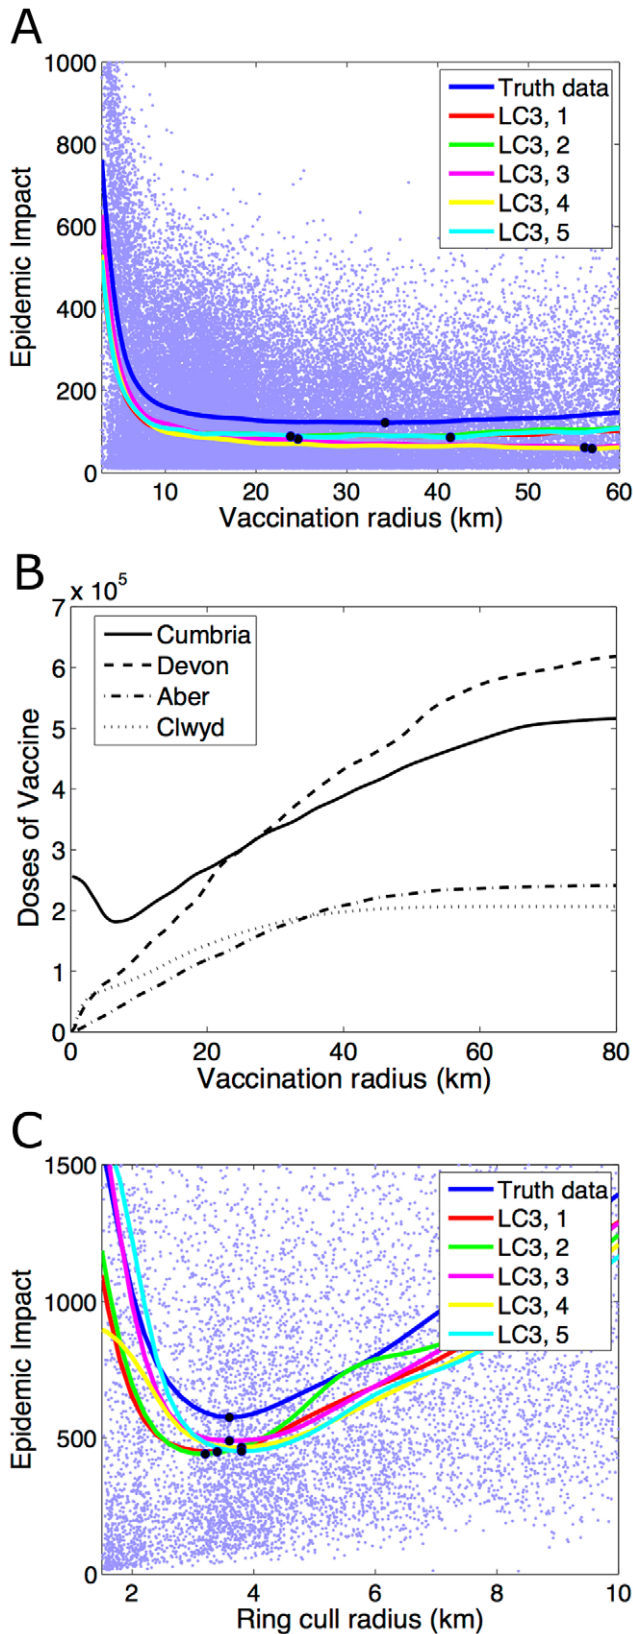 A
1000
800
600
400
200
0
Epidemic Impact
Truth data
LC3, 1
LC3, 2
LC3, 3
LC3, 4
LC3, 5
10 20 30 40 50 60
Vaccination radius (km)
B
7 x 10^5
6
5
4
3
2
1
0
Doses of Vaccine
Cumbria
Devon
Aber
Clwyd
0 20 40 60 80
Vaccination radius (km)
C
1500
1000
500
0
Epidemic Impact
Truth data
LC3, 1
LC3, 2
LC3, 3
LC3, 4
LC3, 5
2 4 6 8 10
Ring cull radius (km)